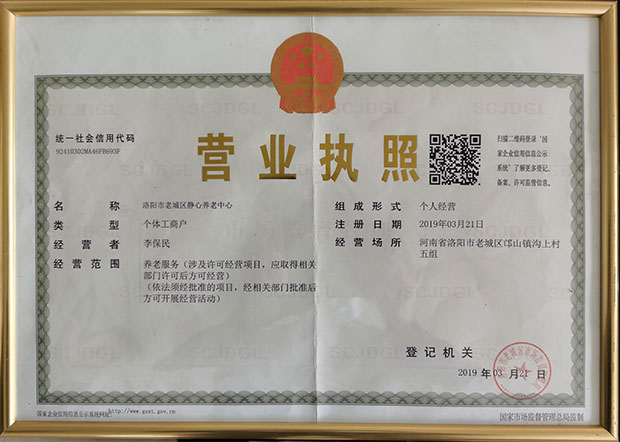 统一社会信用代码
92410302MA46FB693F
营业执照
扫描二维码登录‘国
家企业信用信息公示
系统’了解更多登记、
备案、许可监管信息。
名称 洛阳市老城区静心养老中心
类型 个体工商户
经营者 李保民
经营范围 养老服务（涉及许可经营项目，应取得相关
部门许可后方可经营）
（依法须经批准的项目，经相关部门批准后
方可开展经营活动）
组成形式 个人经营
注册日期 2019年03月21日
经营场所 河南省洛阳市老城区邙山镇沟上村
五组
登记机关
2019 年 03 月 21 日
国家企业信用信息公示系统网址:http://www.gsxt.gov.cn
国家市场监督管理总局监制
SCJDGL